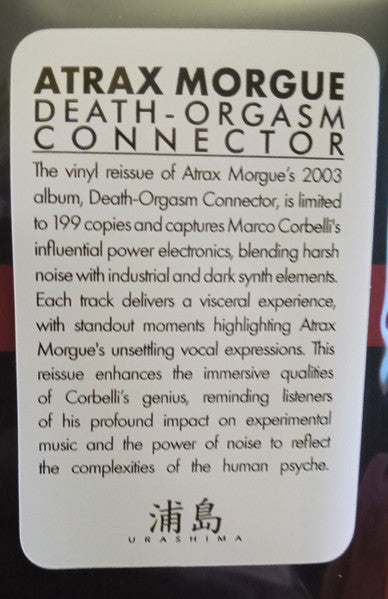 ATRAX MORGUE
DEATH-ORGASM
CONNECTOR
The vinyl reissue of Atrax Morgue's 2003
album, Death-Orgasm Connector, is limited
to 199 copies and captures Marco Corbelli's
influential power electronics, blending harsh
noise with industrial and dark synth elements.
Each track delivers a visceral experience,
with standout moments highlighting Atrax
Morgue's unsettling vocal expressions. This
reissue enhances the immersive qualities
of Corbelli's genius, reminding listeners
of his profound impact on experimental
music and the power of noise to reflect
the complexities of the human psyche.
浦島
URASHIMA